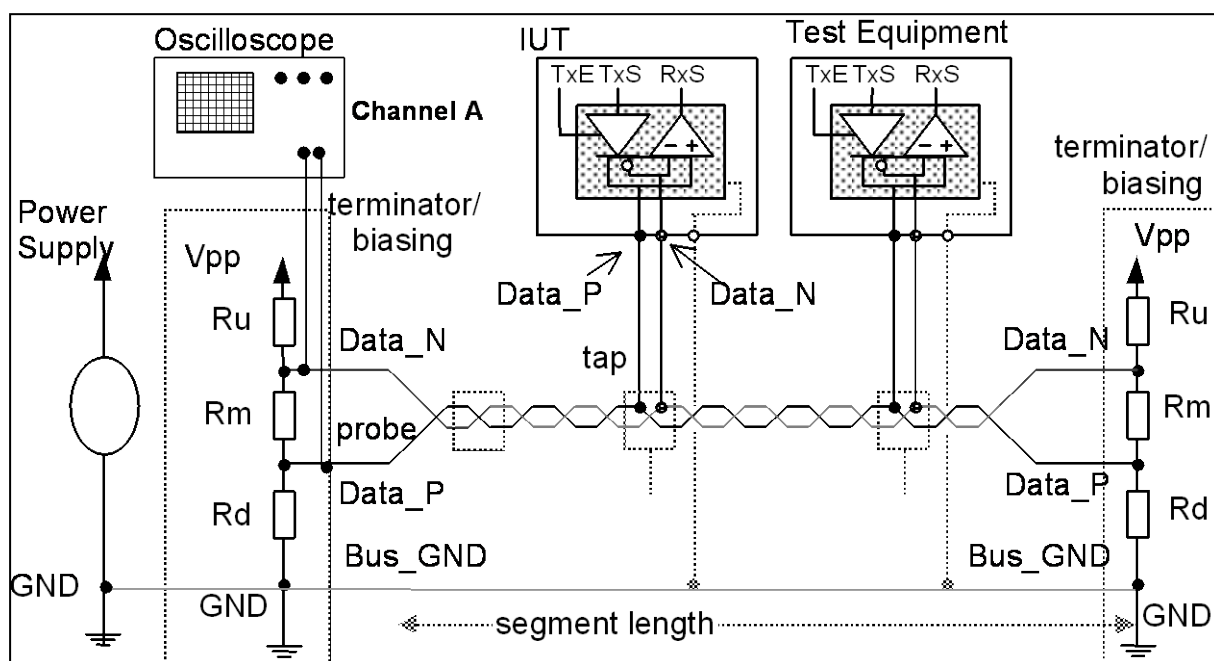 Oscilloscope
IUT
Test Equipment
TxE TxS RxS
TxE TxS RxS
Channel A
- +
- +
terminator/
biasing
terminator/
biasing
Power
Supply
Vpp
Vpp
Data_P
Data_N
Ru
Ru
Data_N
Data_N
tap
Rm
Rm
probe
Data_P
Data_P
Rd
Rd
Bus_GND
Bus_GND
GND
GND
GND
segment length